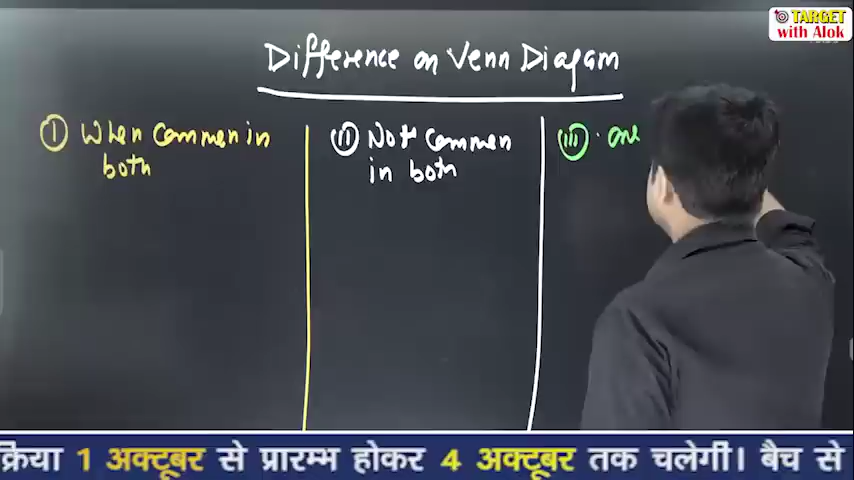 TARGET
with Alok
Difference on Venn Diagam
(I) When Common in
both
(II) Not Common
in both
(III) · one
क्रिया 1 अक्टूबर से प्रारम्भ होकर 4 अक्टूबर तक चलेगी। बैच से